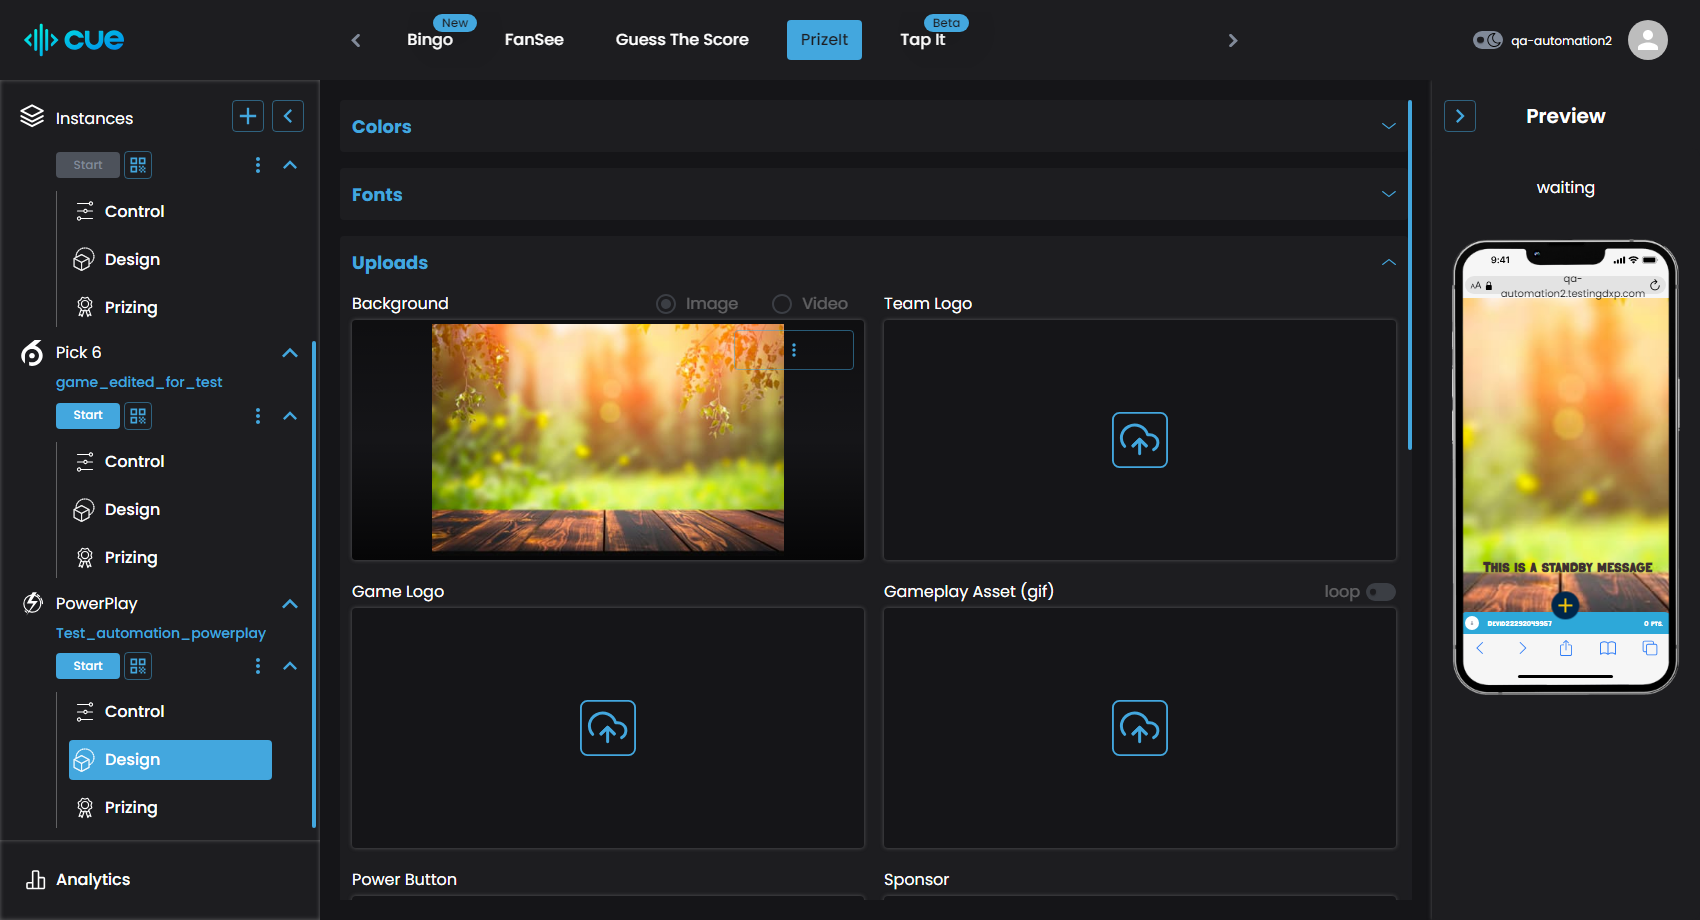 cue
New
Bingo
FanSee
Guess The Score
PrizeIt
Beta
Tap It
qa-automation2
Instances
Start
Control
Design
Prizing
Pick 6
game_edited_for_test
Start
Control
Design
Prizing
PowerPlay
Test_automation_powerplay
Start
Control
Design
Prizing
Analytics
Colors
Fonts
Uploads
Background
Image
Video
Team Logo
Game Logo
Gameplay Asset (gif)
loop
Power Button
Sponsor
Preview
waiting
9:41
AA
qa-
automation2.testingdxp.com
THIS IS A STANDBY MESSAGE
0 PTS.